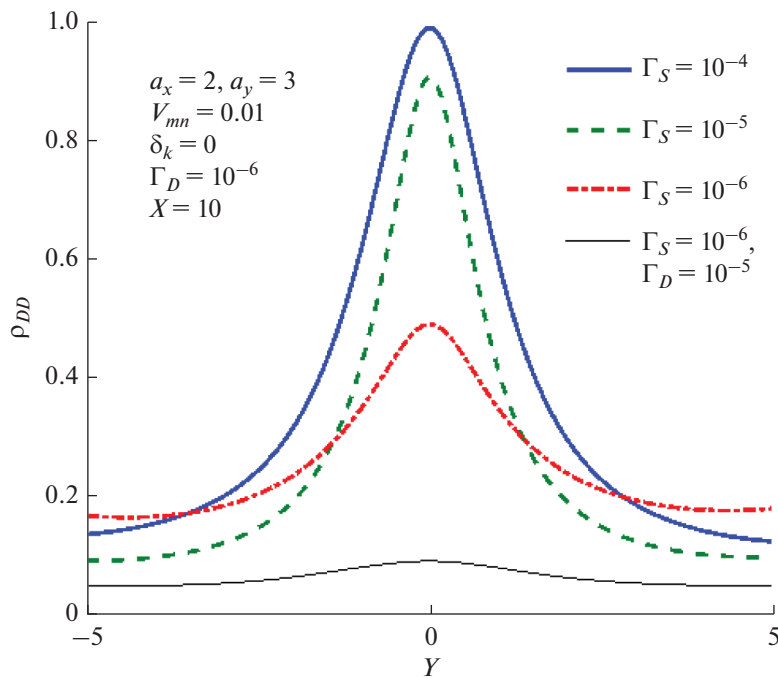 1.0
0.8
0.6
0.4
0.2
0
−5
0
5
Y
ρ_DD
a_x = 2, a_y = 3
V_mn = 0.01
δ_k = 0
Γ_D = 10⁻⁶
X = 10
Γ_S = 10⁻⁴
Γ_S = 10⁻⁵
Γ_S = 10⁻⁶
Γ_S = 10⁻⁶,
Γ_D = 10⁻⁵